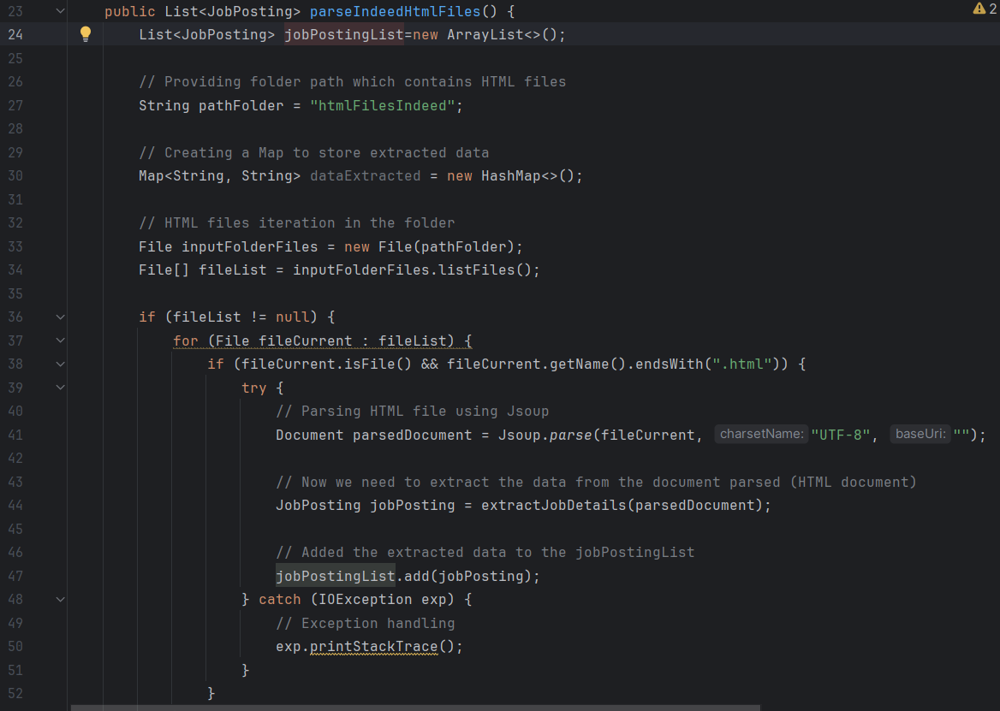 23 public List<JobPosting> parseIndeedHtmlFiles() { 2
24 List<JobPosting> jobPostingList=new ArrayList<>();
25
26 // Providing folder path which contains HTML files
27 String pathFolder = "htmlFilesIndeed";
28
29 // Creating a Map to store extracted data
30 Map<String, String> dataExtracted = new HashMap<>();
31
32 // HTML files iteration in the folder
33 File inputFolderFiles = new File(pathFolder);
34 File[] fileList = inputFolderFiles.listFiles();
35
36 if (fileList != null) {
37 for (File fileCurrent : fileList) {
38 if (fileCurrent.isFile() && fileCurrent.getName().endsWith(".html")) {
39 try {
40 // Parsing HTML file using Jsoup
41 Document parsedDocument = Jsoup.parse(fileCurrent, charsetName: "UTF-8", baseUri: "");
42
43 // Now we need to extract the data from the document parsed (HTML document)
44 JobPosting jobPosting = extractJobDetails(parsedDocument);
45
46 // Added the extracted data to the jobPostingList
47 jobPostingList.add(jobPosting);
48 } catch (IOException exp) {
49 // Exception handling
50 exp.printStackTrace();
51 }
52 }